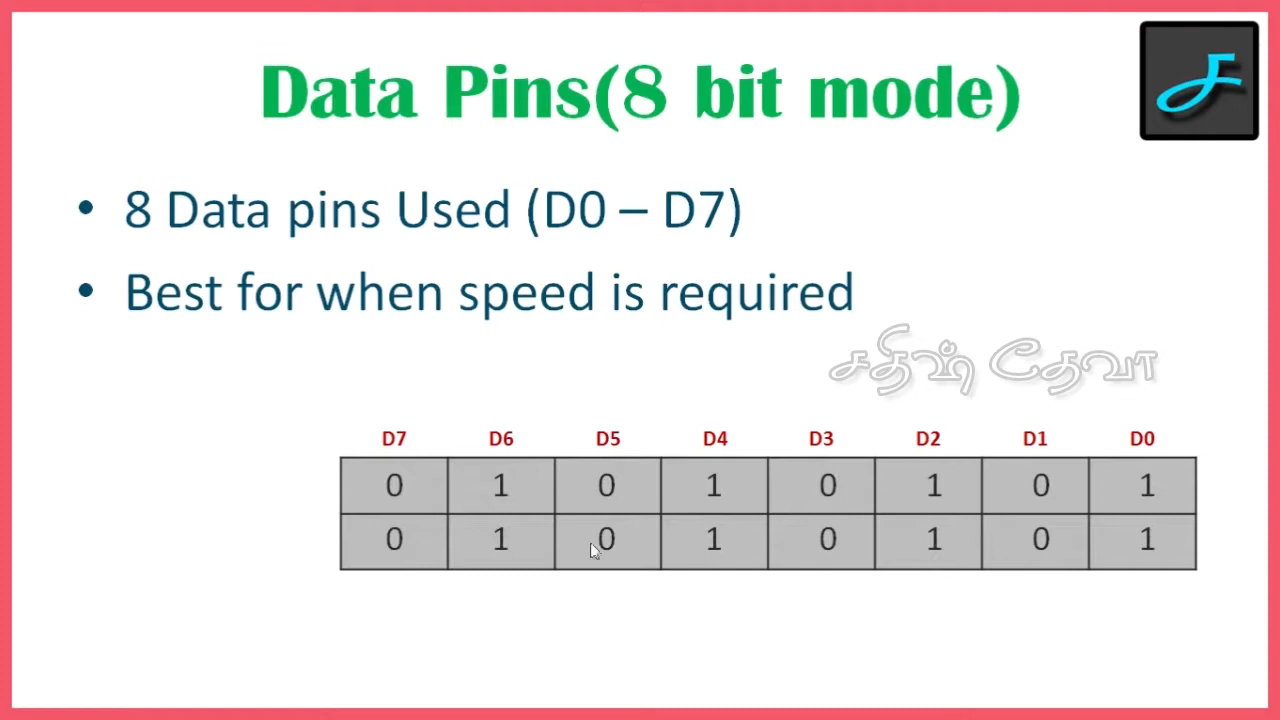 Data Pins(8 bit mode)
• 8 Data pins Used (D0 – D7)
• Best for when speed is required
சதிஷ் தேவா
D7 D6 D5 D4 D3 D2 D1 D0
0 1 0 1 0 1 0 1
0 1 0 1 0 1 0 1